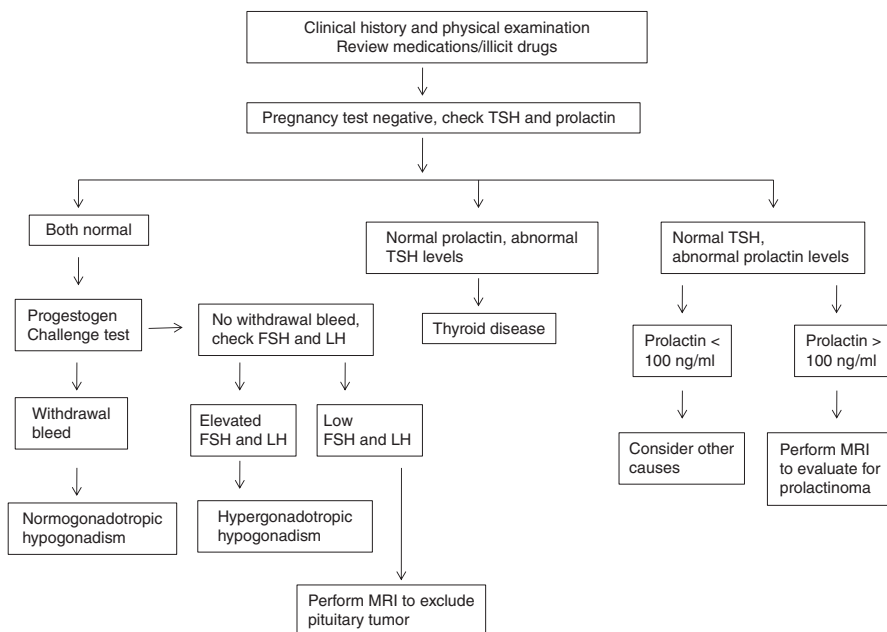 Clinical history and physical examination
Review medications/illicit drugs
Pregnancy test negative, check TSH and prolactin
Both normal
Normal prolactin, abnormal
TSH levels
Normal TSH,
abnormal prolactin levels
Progestogen
Challenge test
No withdrawal bleed,
check FSH and LH
Thyroid disease
Prolactin <
100 ng/ml
Prolactin >
100 ng/ml
Withdrawal
bleed
Elevated
FSH and LH
Low
FSH and LH
Consider other
causes
Perform MRI
to evaluate for
prolactinoma
Normogonadotropic
hypogonadism
Hypergonadotropic
hypogonadism
Perform MRI to exclude
pituitary tumor